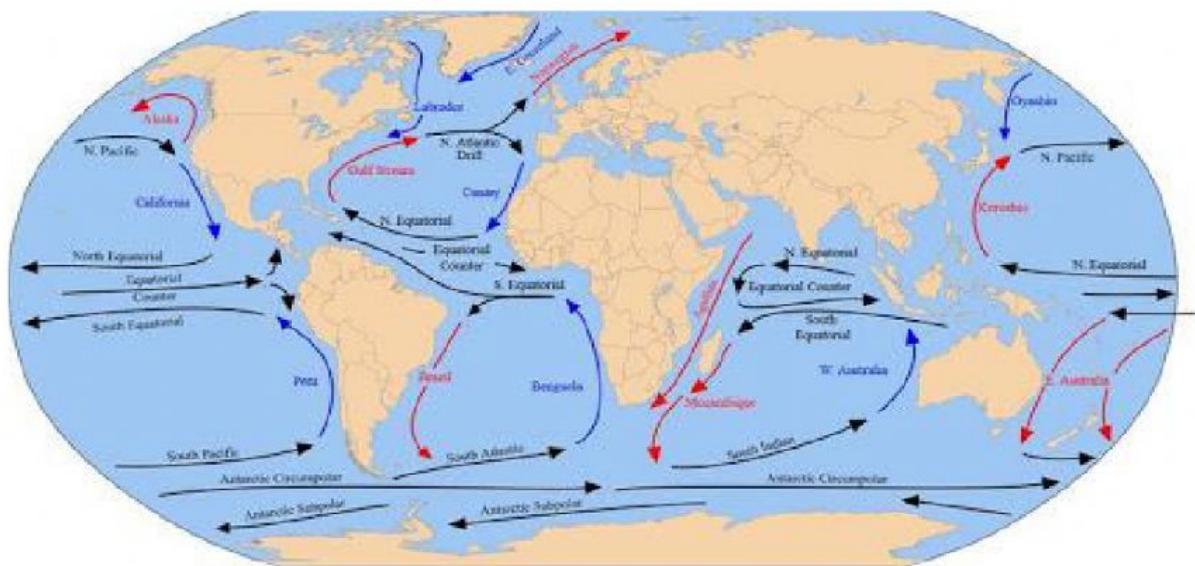 E. Greenland
Norwegian
Labrador
Oyashio
Alaska
N. Pacific
N. Atlantic
Drift
N. Pacific
Gulf Stream
California
Canary
Kuroshio
N. Equatorial
North Equatorial
Equatorial
Counter
N. Equatorial
N. Equatorial
Equatorial
Counter
S. Equatorial
Equatorial Counter
South Equatorial
South
Equatorial
Peru
Brazil
Benguela
Mozambique
W. Australia
E. Australia
South Pacific
South Atlantic
South Indian
Antarctic Circumpolar
Antarctic Circumpolar
Antarctic Subpolar
Antarctic Subpolar